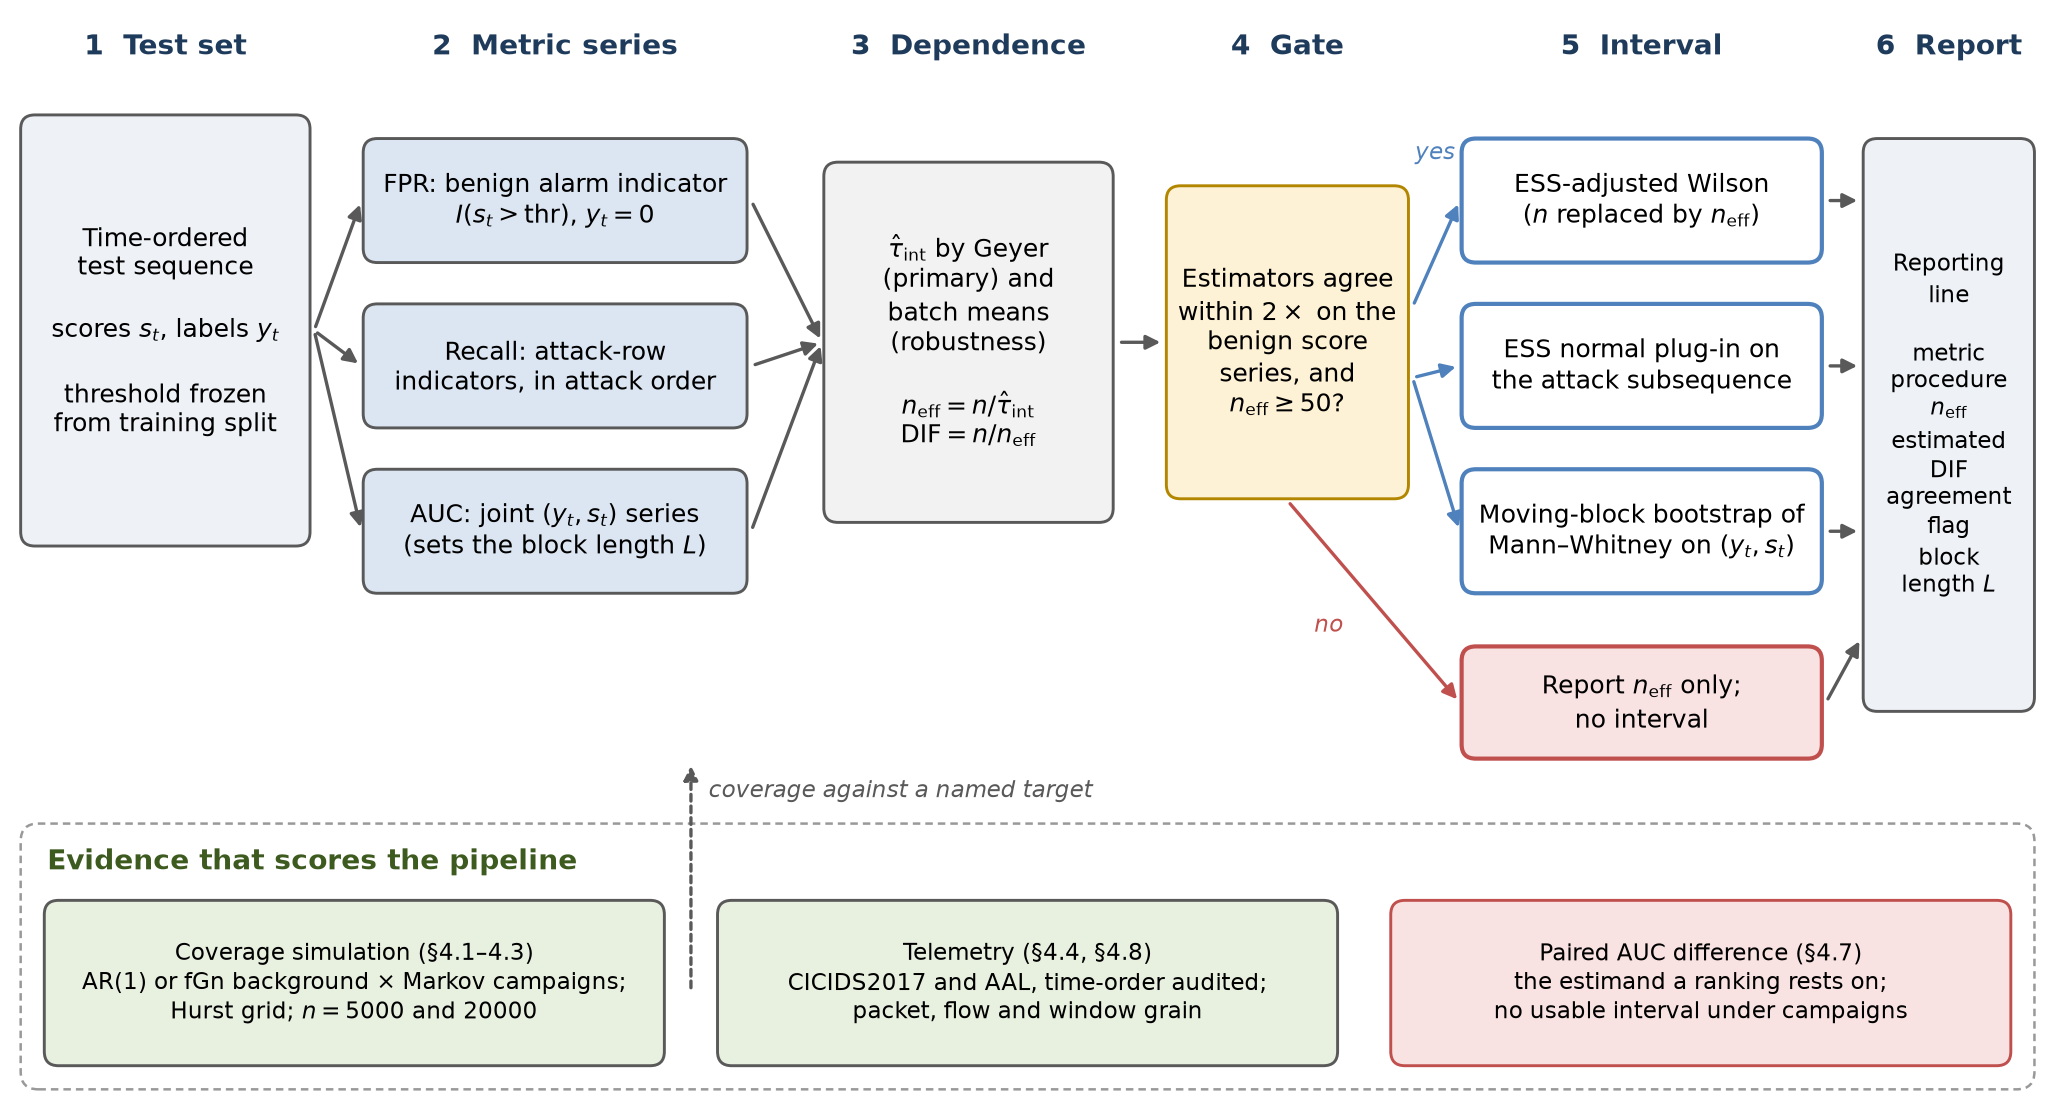 1  Test set
2  Metric series
3  Dependence
4  Gate
5  Interval
6  Report
Time-ordered
test sequence
scores sₜ, labels yₜ
threshold frozen
from training split
FPR: benign alarm indicator
I(sₜ > thr), yₜ = 0
Recall: attack-row
indicators, in attack order
AUC: joint (yₜ, sₜ) series
(sets the block length L)
τ̂_int by Geyer
(primary) and
batch means
(robustness)
n_eff = n/τ̂_int
DIF = n/n_eff
Estimators agree
within 2 × on the
benign score
series, and
n_eff ≥ 50?
yes
no
ESS-adjusted Wilson
(n replaced by n_eff)
ESS normal plug-in on
the attack subsequence
Moving-block bootstrap of
Mann–Whitney on (yₜ, sₜ)
Report n_eff only;
no interval
Reporting
line
metric
procedure
n_eff
estimated
DIF
agreement
flag
block
length L
coverage against a named target
Evidence that scores the pipeline
Coverage simulation (§4.1–4.3)
AR(1) or fGn background × Markov campaigns;
Hurst grid; n = 5000 and 20000
Telemetry (§4.4, §4.8)
CICIDS2017 and AAL, time-order audited;
packet, flow and window grain
Paired AUC difference (§4.7)
the estimand a ranking rests on;
no usable interval under campaigns